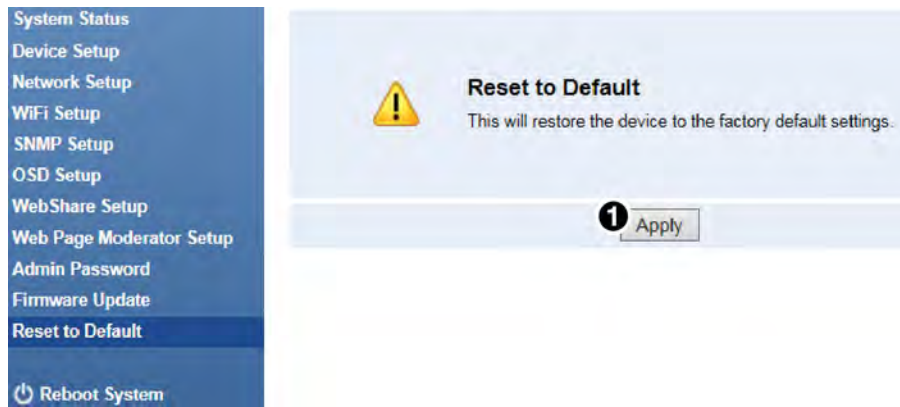 System Status
Device Setup
Network Setup
WiFi Setup
SNMP Setup
OSD Setup
WebShare Setup
Web Page Moderator Setup
Admin Password
Firmware Update
Reset to Default
Reboot System
Reset to Default
This will restore the device to the factory default settings.
1 Apply